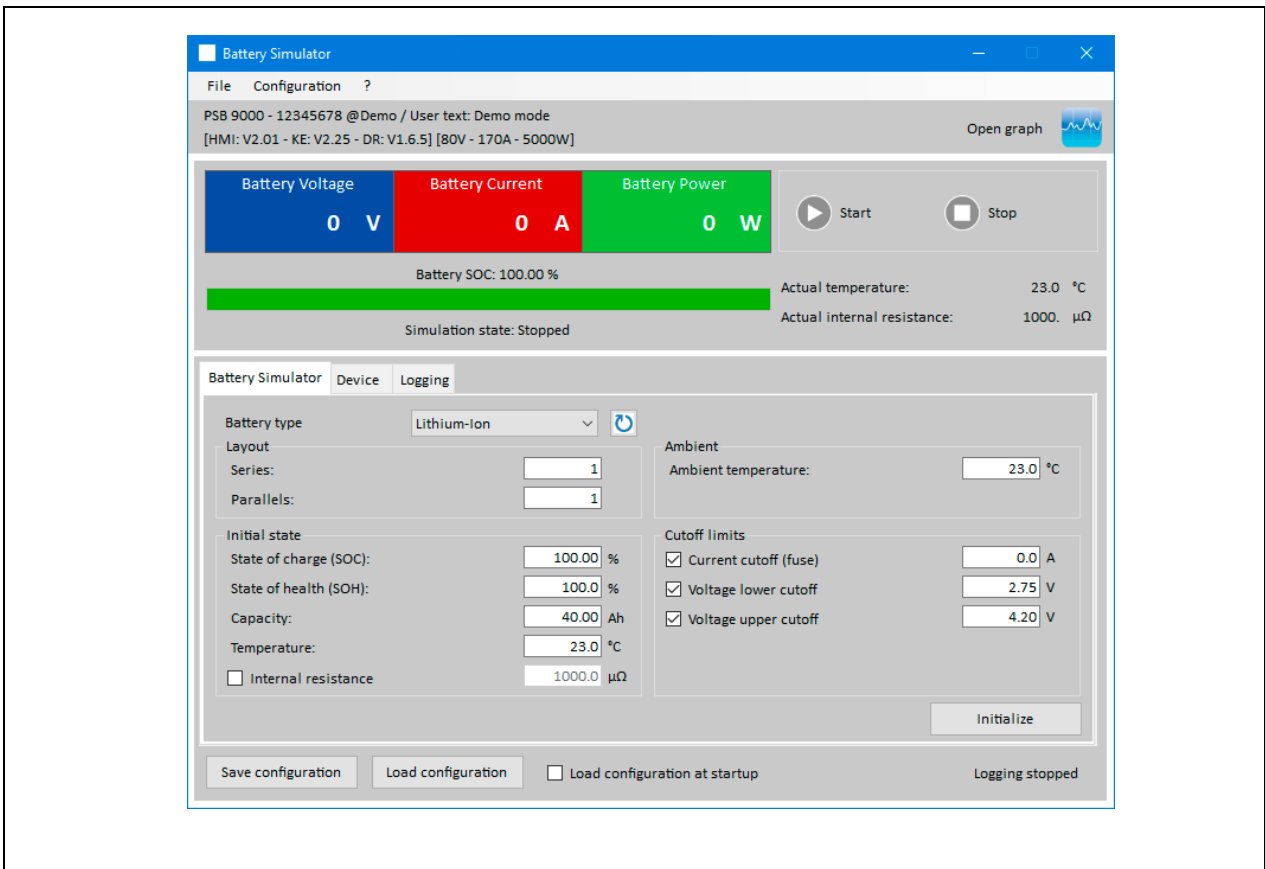 Battery Simulator
File Configuration ?
PSB 9000 - 12345678 @Demo / User text: Demo mode
[HMI: V2.01 - KE: V2.25 - DR: V1.6.5] [80V - 170A - 5000W]
Open graph
Battery Voltage
0 V
Battery Current
0 A
Battery Power
0 W
Start
Stop
Battery SOC: 100.00 %
Simulation state: Stopped
Actual temperature: 23.0 °C
Actual internal resistance: 1000. µΩ
Battery Simulator Device Logging
Battery type Lithium-Ion
Layout
Series: 1
Parallels: 1
Ambient
Ambient temperature: 23.0 °C
Initial state
State of charge (SOC): 100.00 %
State of health (SOH): 100.0 %
Capacity: 40.00 Ah
Temperature: 23.0 °C
Internal resistance 1000.0 µΩ
Cutoff limits
Current cutoff (fuse) 0.0 A
Voltage lower cutoff 2.75 V
Voltage upper cutoff 4.20 V
Initialize
Save configuration Load configuration Load configuration at startup Logging stopped